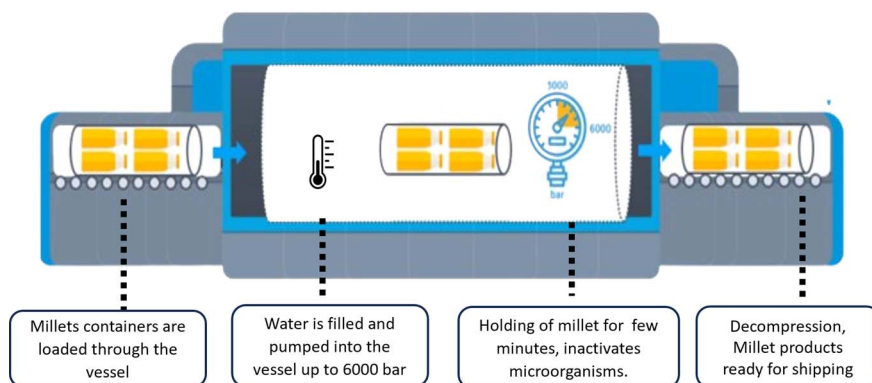 3000
6000
bar
Millets containers are
loaded through the
vessel
Water is filled and
pumped into the
vessel up to 6000 bar
Holding of millet for few
minutes, inactivates
microorganisms.
Decompression,
Millet products
ready for shipping